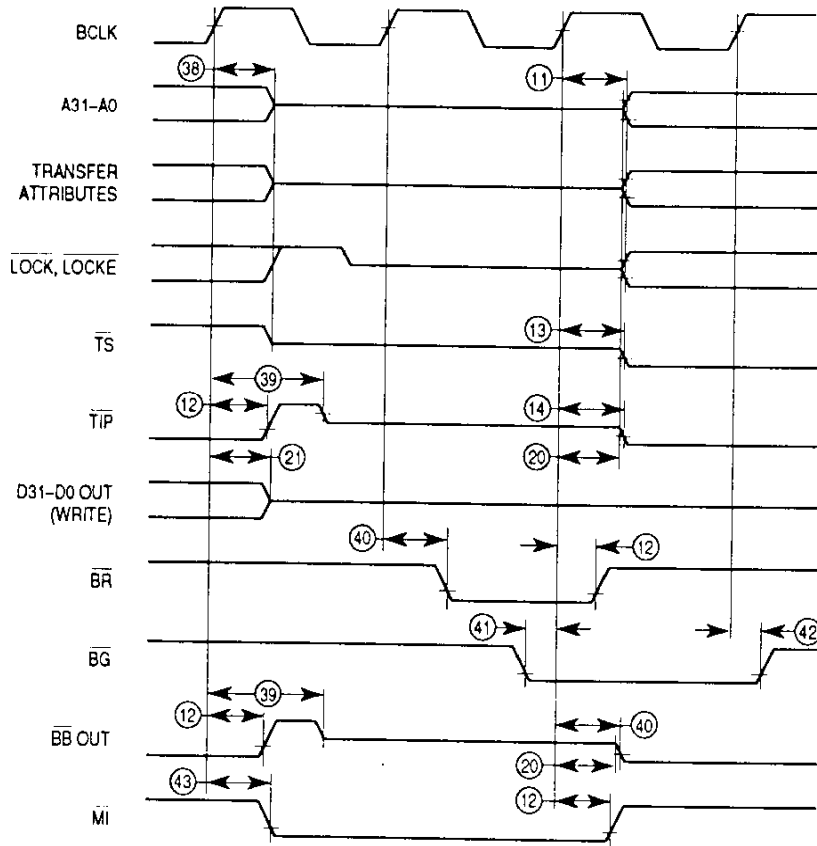 BCLK
38
11
A31–A0
TRANSFER
ATTRIBUTES
LOCK, LOCKE
13
TS
39
12
14
TIP
21
20
D31–D0 OUT
(WRITE)
40
12
BR
41
42
BG
39
12
40
BB OUT
20
43
12
MI